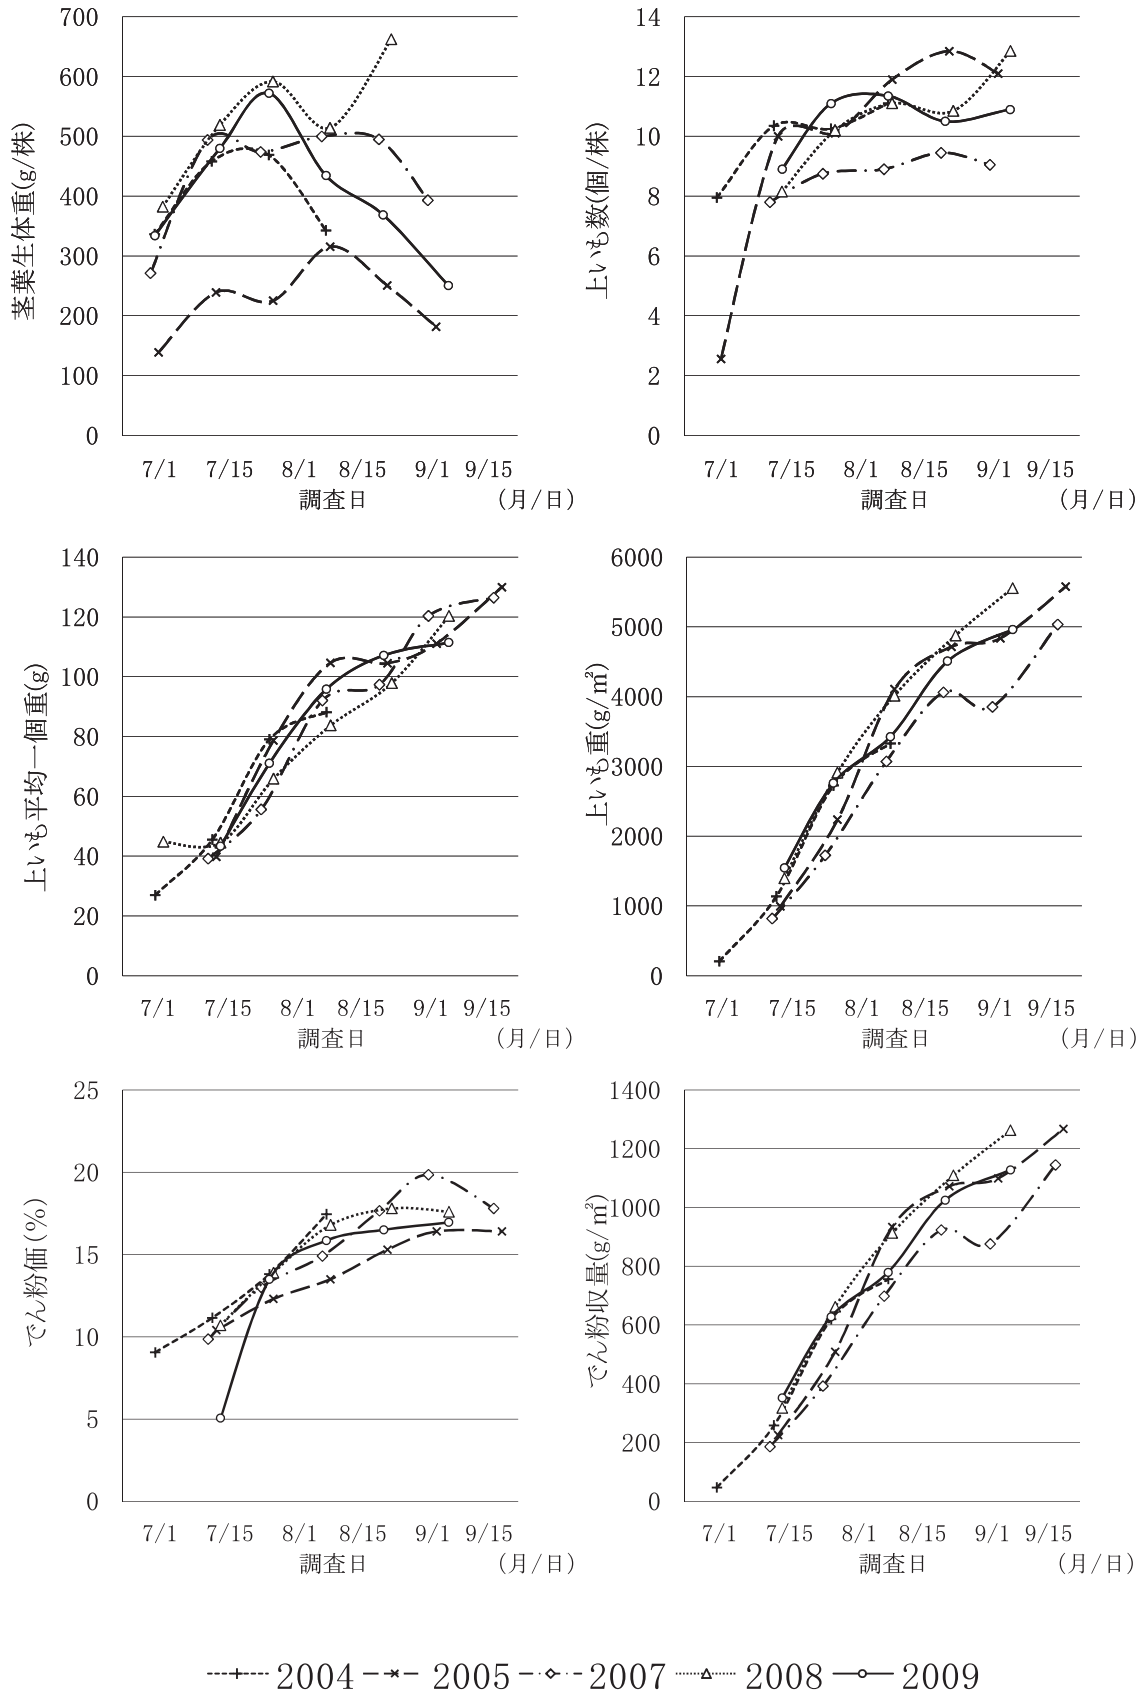 700
600
500
400
300
200
100
0
茎葉生体重(g/株)
7/1 7/15 8/1 8/15 9/1 9/15
調査日 (月/日)
14
12
10
8
6
4
2
0
上いも数(個/株)
7/1 7/15 8/1 8/15 9/1 9/15
調査日 (月/日)
140
120
100
80
60
40
20
0
上いも平均一個重(g)
7/1 7/15 8/1 8/15 9/1 9/15
調査日 (月/日)
6000
5000
4000
3000
2000
1000
0
上いも重(g/㎡)
7/1 7/15 8/1 8/15 9/1 9/15
調査日 (月/日)
25
20
15
10
5
0
でん粉価(%)
7/1 7/15 8/1 8/15 9/1 9/15
調査日 (月/日)
1400
1200
1000
800
600
400
200
0
でん粉収量(g/㎡)
7/1 7/15 8/1 8/15 9/1 9/15
調査日 (月/日)
2004 2005 2007 2008 2009